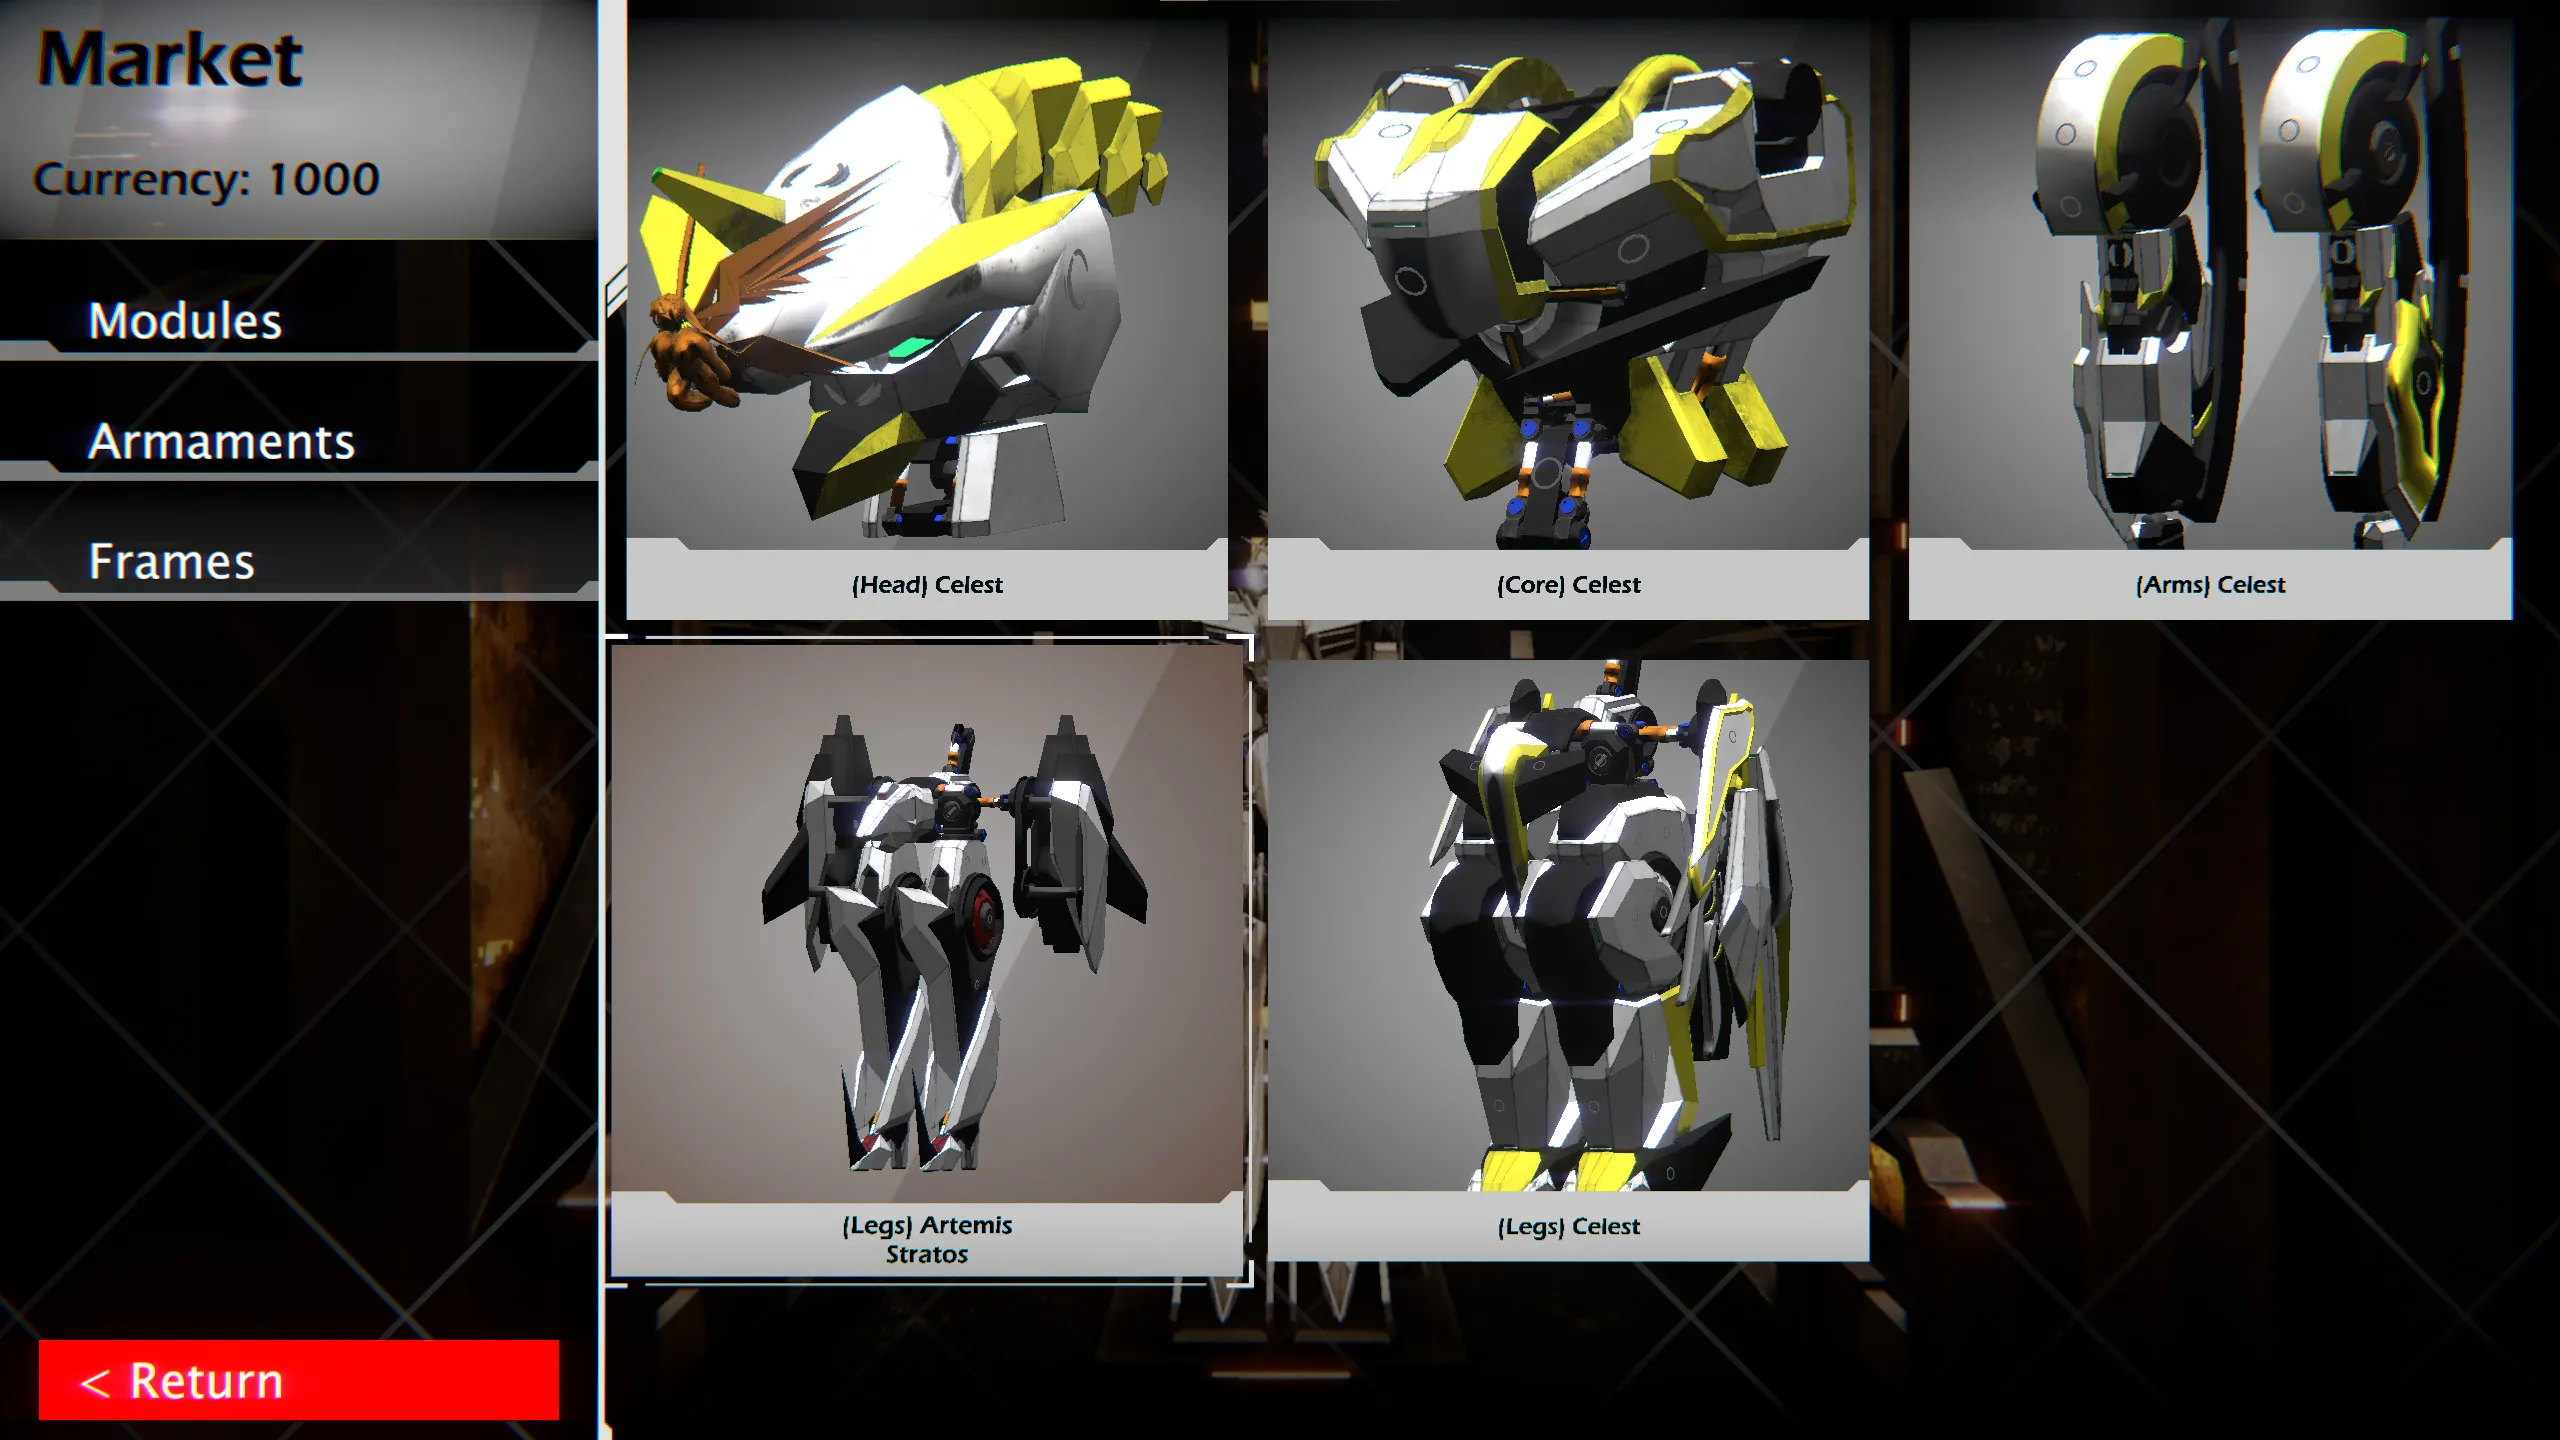 Market
Currency: 1000
Modules
Armaments
Frames
(Head) Celest
(Core) Celest
(Arms) Celest
(Legs) Artemis
Stratos
(Legs) Celest
< Return